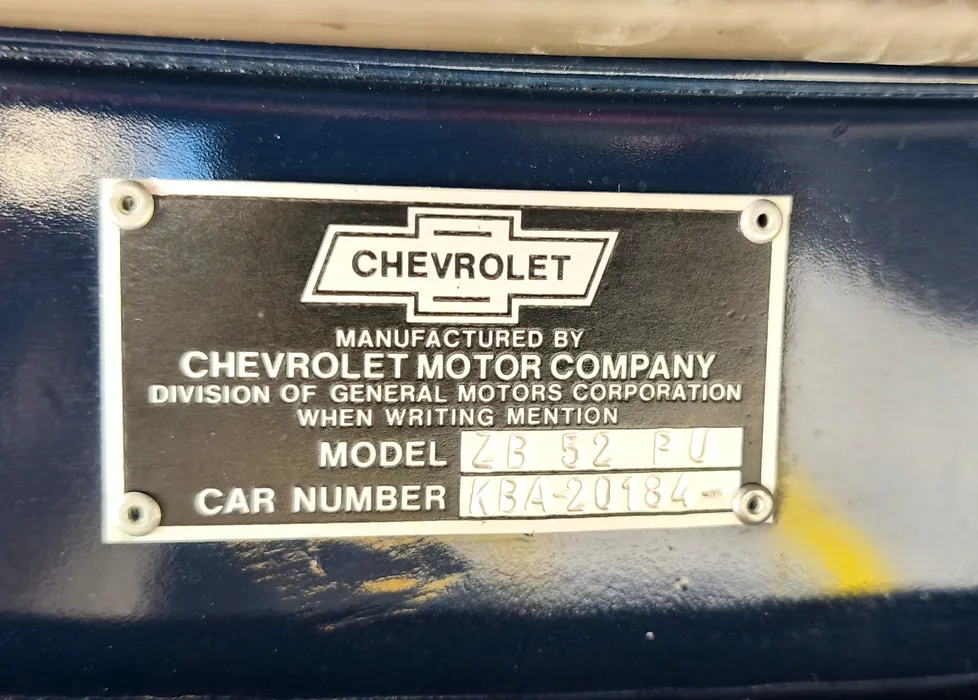 CHEVROLET
MANUFACTURED BY
CHEVROLET MOTOR COMPANY
DIVISION OF GENERAL MOTORS CORPORATION
WHEN WRITING MENTION
MODEL ZB 52 PU
CAR NUMBER KBA-20184-